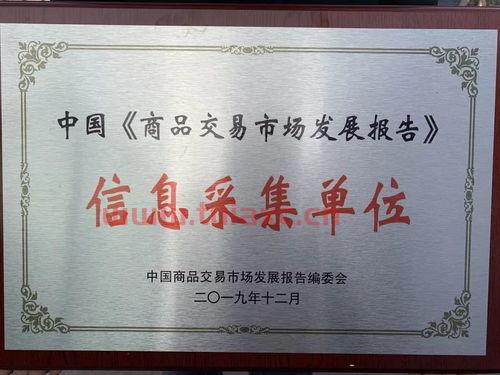 中国《商品交易市场发展报告》
信息采集单位
中国商品交易市场发展报告编委会
二〇一九年十二月